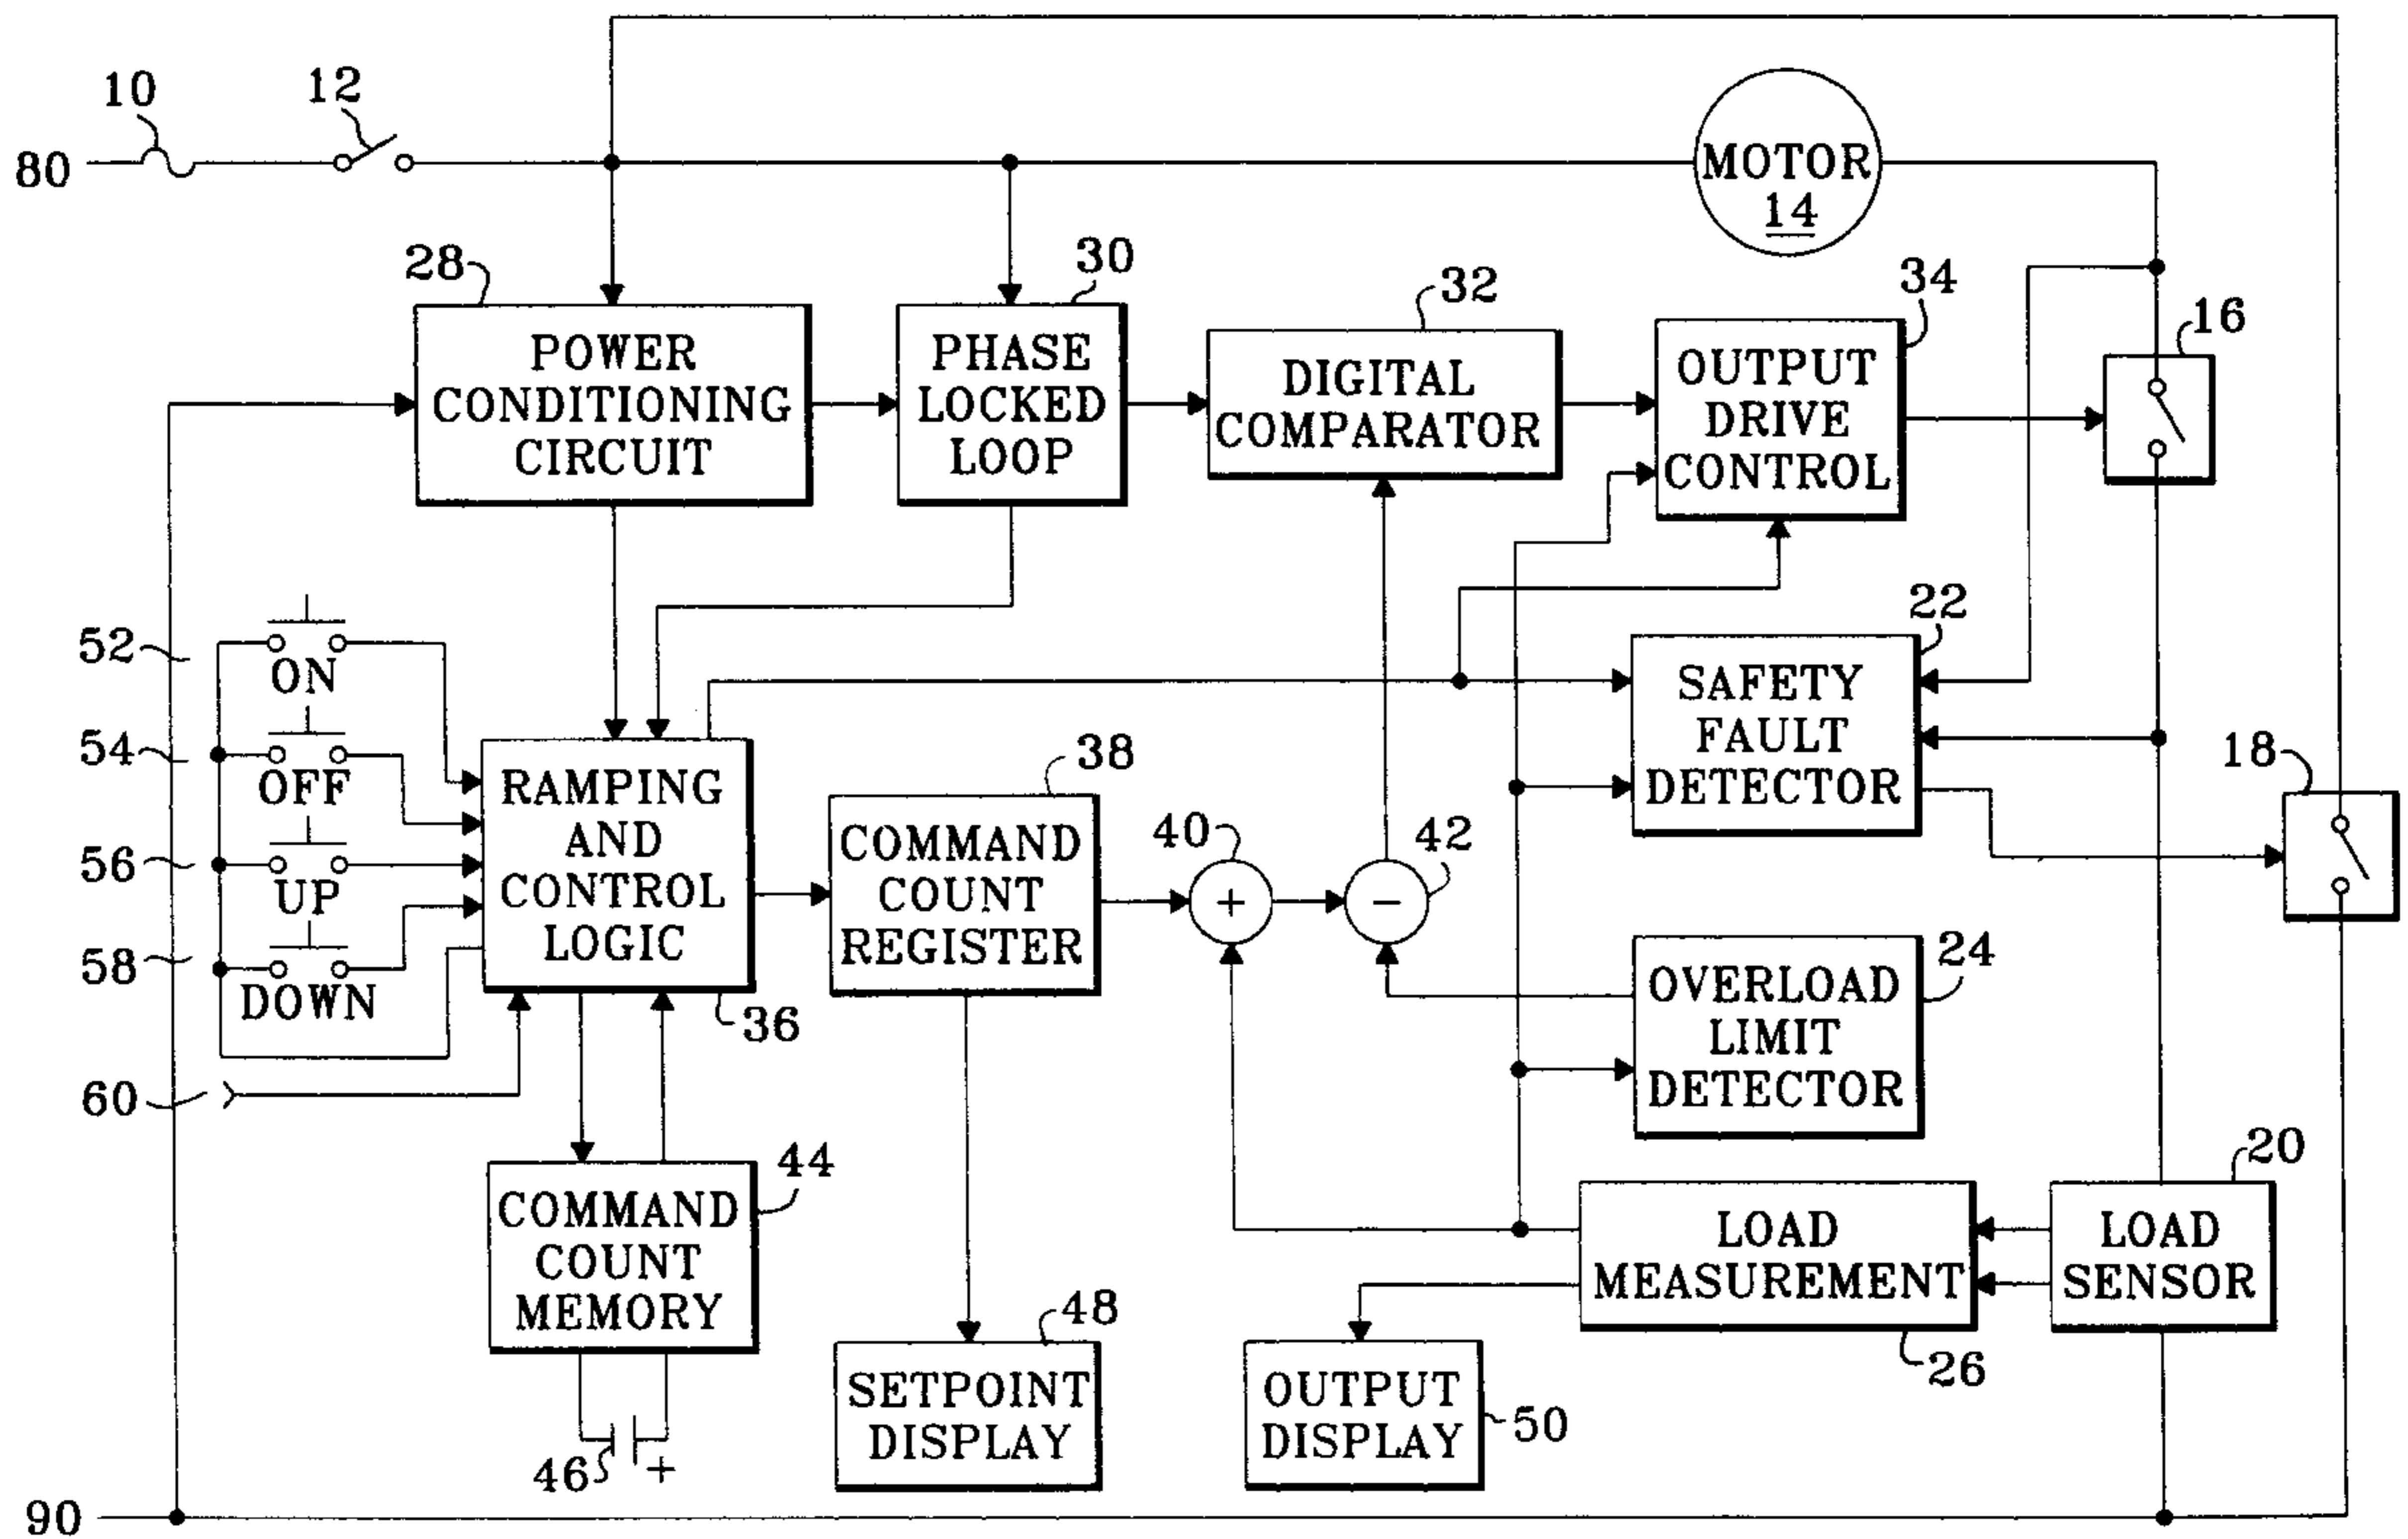 10
12
80
MOTOR
14
28
30
32
34
16
POWER
CONDITIONING
CIRCUIT
PHASE
LOCKED
LOOP
DIGITAL
COMPARATOR
OUTPUT
DRIVE
CONTROL
52
ON
54
OFF
56
UP
58
DOWN
60
RAMPING
AND
CONTROL
LOGIC
36
38
COMMAND
COUNT
REGISTER
40
+
42
−
22
SAFETY
FAULT
DETECTOR
18
24
OVERLOAD
LIMIT
DETECTOR
44
COMMAND
COUNT
MEMORY
46
+
48
SETPOINT
DISPLAY
OUTPUT
DISPLAY
50
LOAD
MEASUREMENT
26
20
LOAD
SENSOR
90